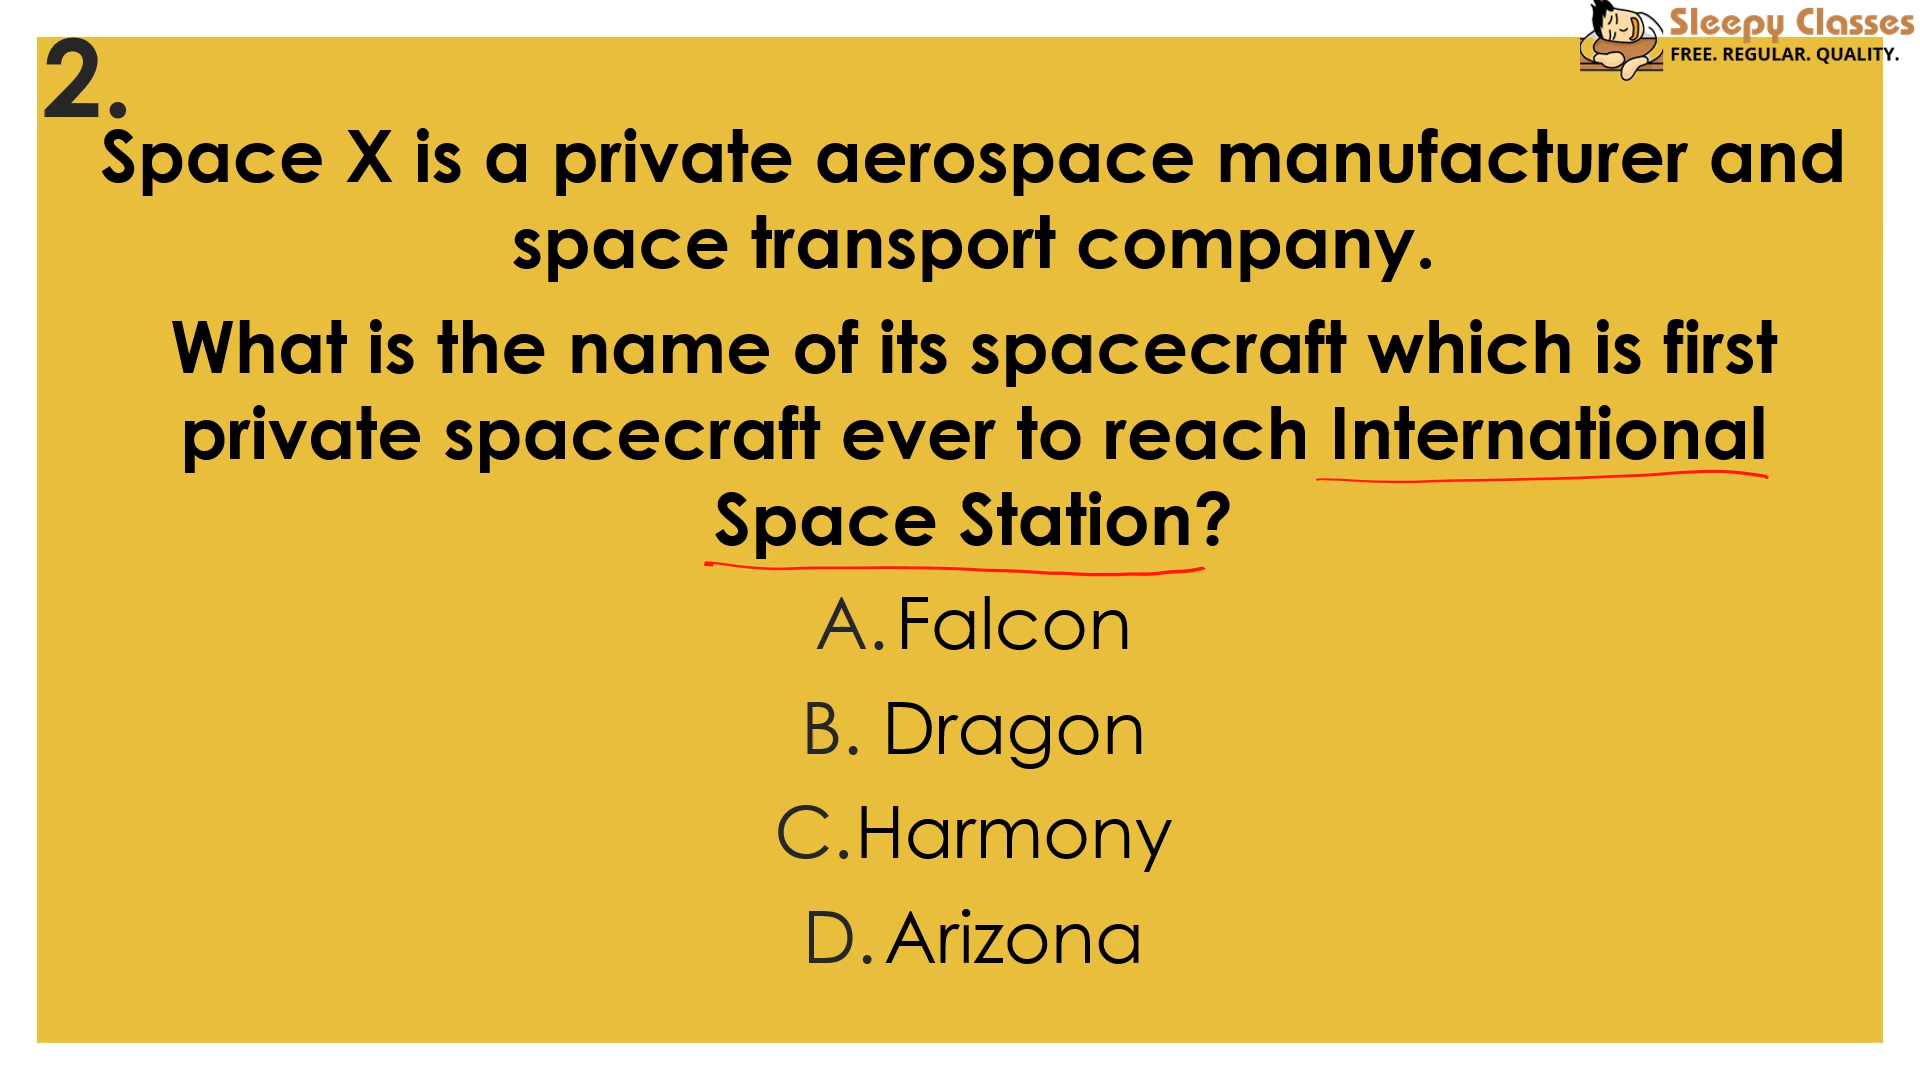 Sleepy Classes
FREE. REGULAR. QUALITY.
2.
Space X is a private aerospace manufacturer and
space transport company.
What is the name of its spacecraft which is first
private spacecraft ever to reach International
Space Station?
A. Falcon
B. Dragon
C. Harmony
D. Arizona